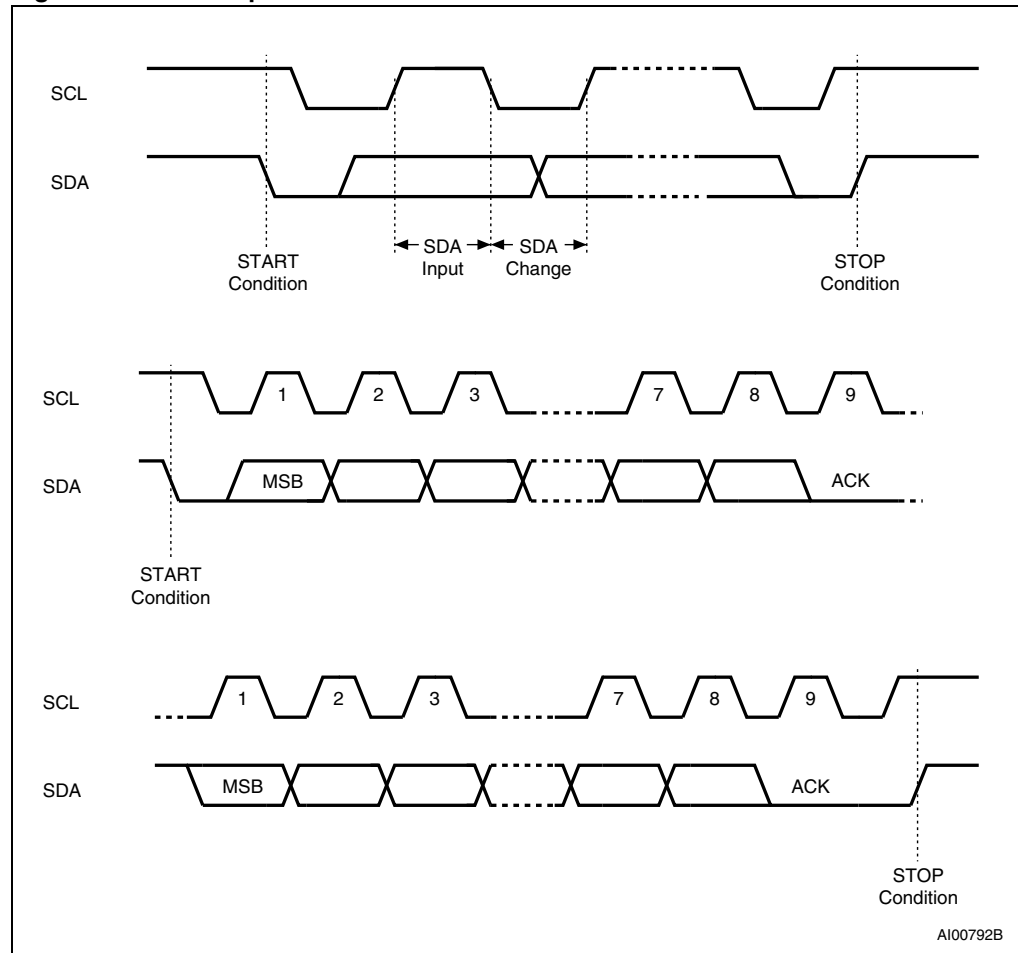 SCL
SDA
START
Condition
SDA
Input
SDA
Change
STOP
Condition
SCL
1 2 3 7 8 9
SDA
MSB ACK
START
Condition
SCL
1 2 3 7 8 9
SDA
MSB ACK
STOP
Condition
AI00792B